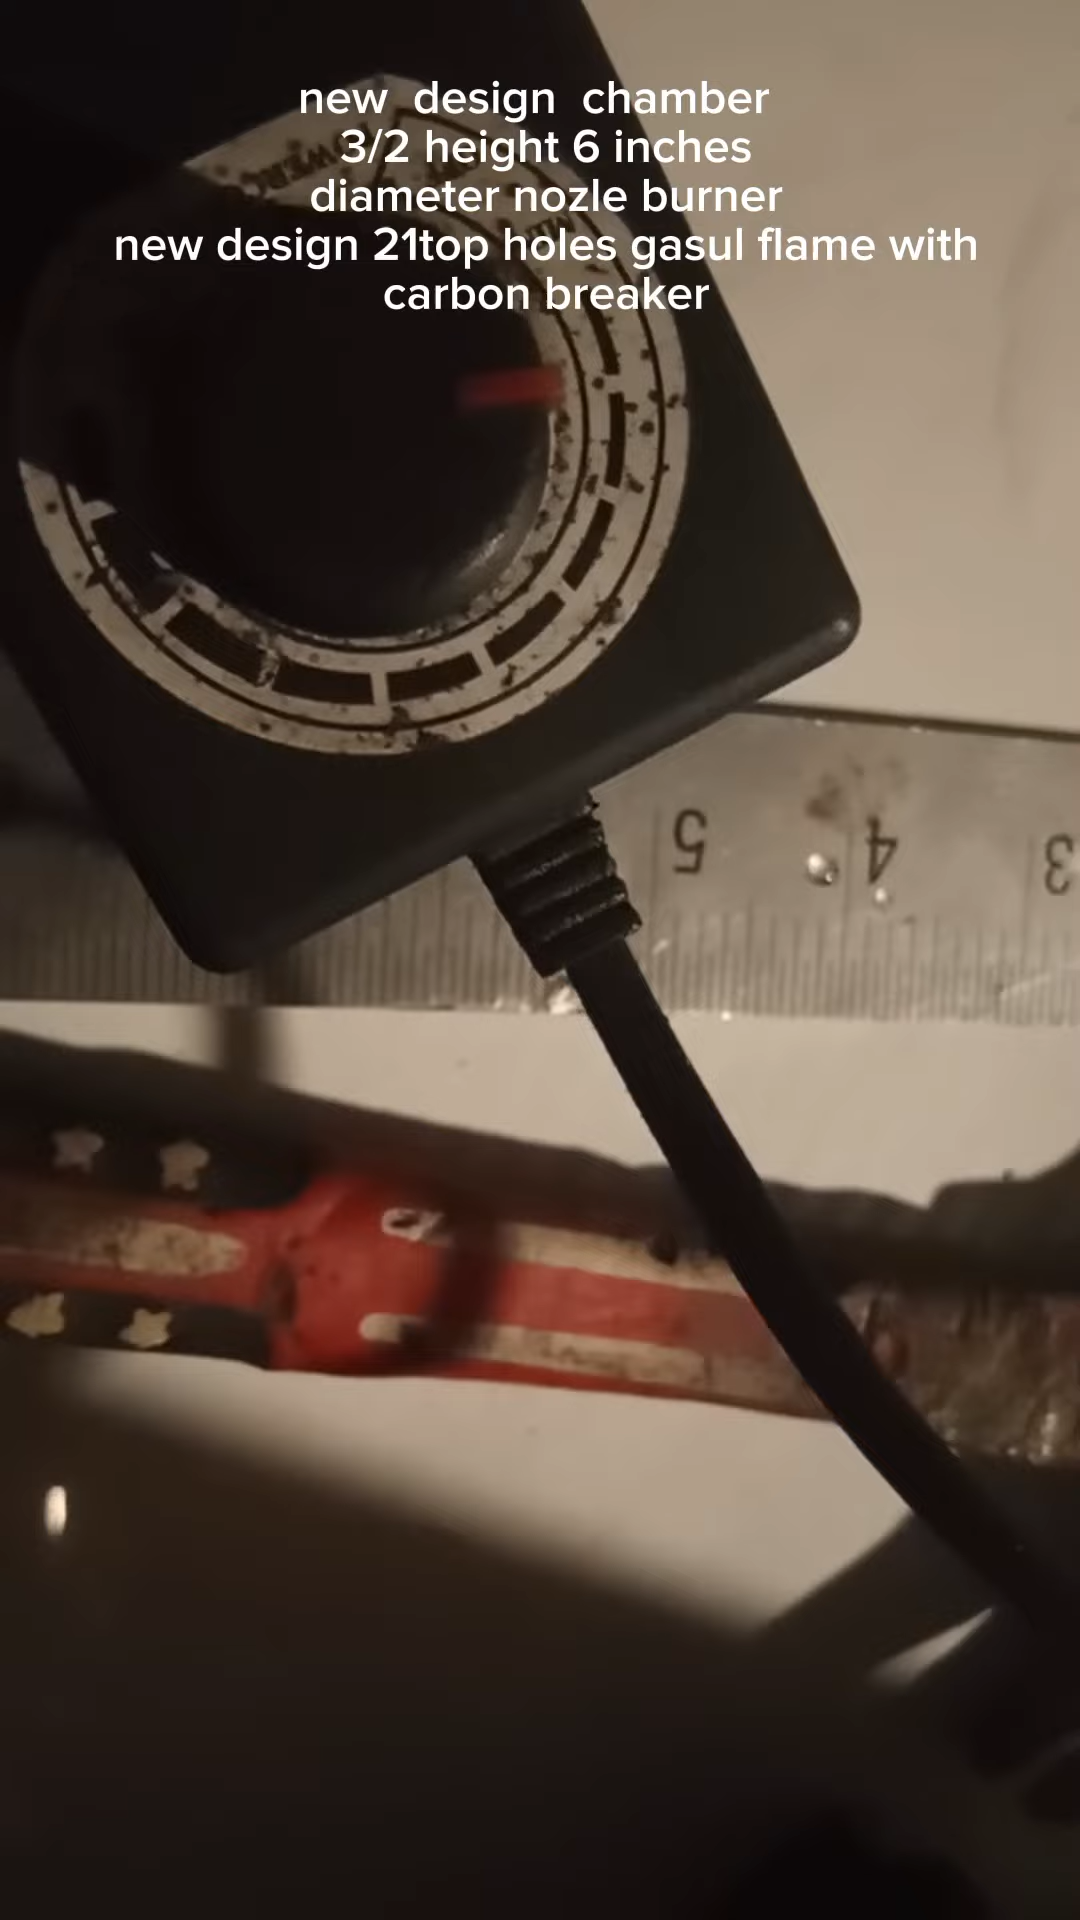 new design chamber
3/2 height 6 inches
diameter nozle burner
new design 21top holes gasul flame with
carbon breaker
5
4
3